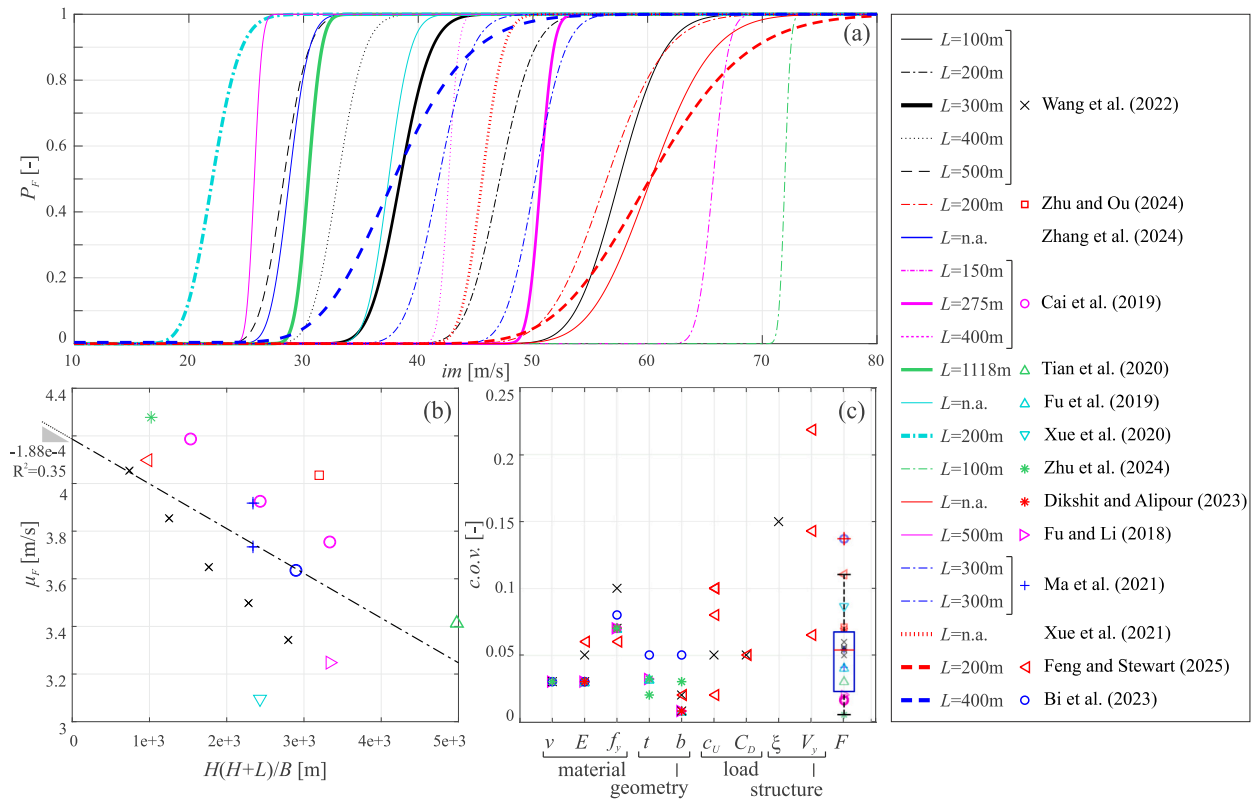 (a)
P_F [-]
1
0.8
0.6
0.4
0.2
0
10
20
30
40
50
60
70
80
im [m/s]
(b)
μ_F [m/s]
4.4
4
3.8
3.6
3.4
3.2
3
-1.88e-4
R²=0.35
0
1e+3
2e+3
3e+3
4e+3
5e+3
H(H+L)/B [m]
(c)
c.o.v. [-]
0.25
0.20
0.15
0.10
0.05
0
ν E f_y t b c_U C_D ξ V_y F
material
geometry
load
structure
L=100m
L=200m
L=300m × Wang et al. (2022)
L=400m
L=500m
L=200m Zhu and Ou (2024)
L=n.a. Zhang et al. (2024)
L=150m
L=275m Cai et al. (2019)
L=400m
L=1118m Tian et al. (2020)
L=n.a. Fu et al. (2019)
L=200m Xue et al. (2020)
L=100m Zhu et al. (2024)
L=n.a. Dikshit and Alipour (2023)
L=500m Fu and Li (2018)
L=300m
L=300m Ma et al. (2021)
L=n.a. Xue et al. (2021)
L=200m Feng and Stewart (2025)
L=400m Bi et al. (2023)